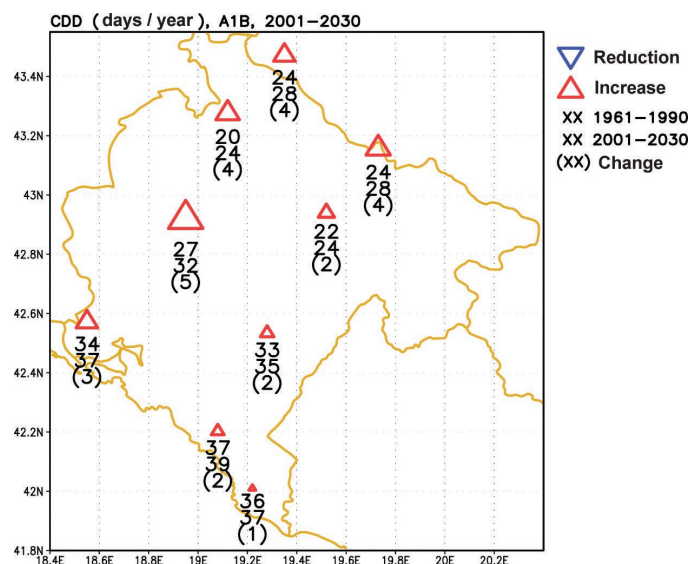 CDD (days / year), A1B, 2001–2030
43.4N
43.2N
43N
42.8N
42.6N
42.4N
42.2N
42N
41.8N
24
28
(4)
20
24
(4)
24
28
(4)
27
32
(5)
22
24
(2)
34
37
(3)
33
35
(2)
37
39
(2)
36
37
(1)
18.4E
18.6E
18.8E
19E
19.2E
19.4E
19.6E
19.8E
20E
20.2E
Reduction
Increase
XX 1961–1990
XX 2001–2030
(XX) Change